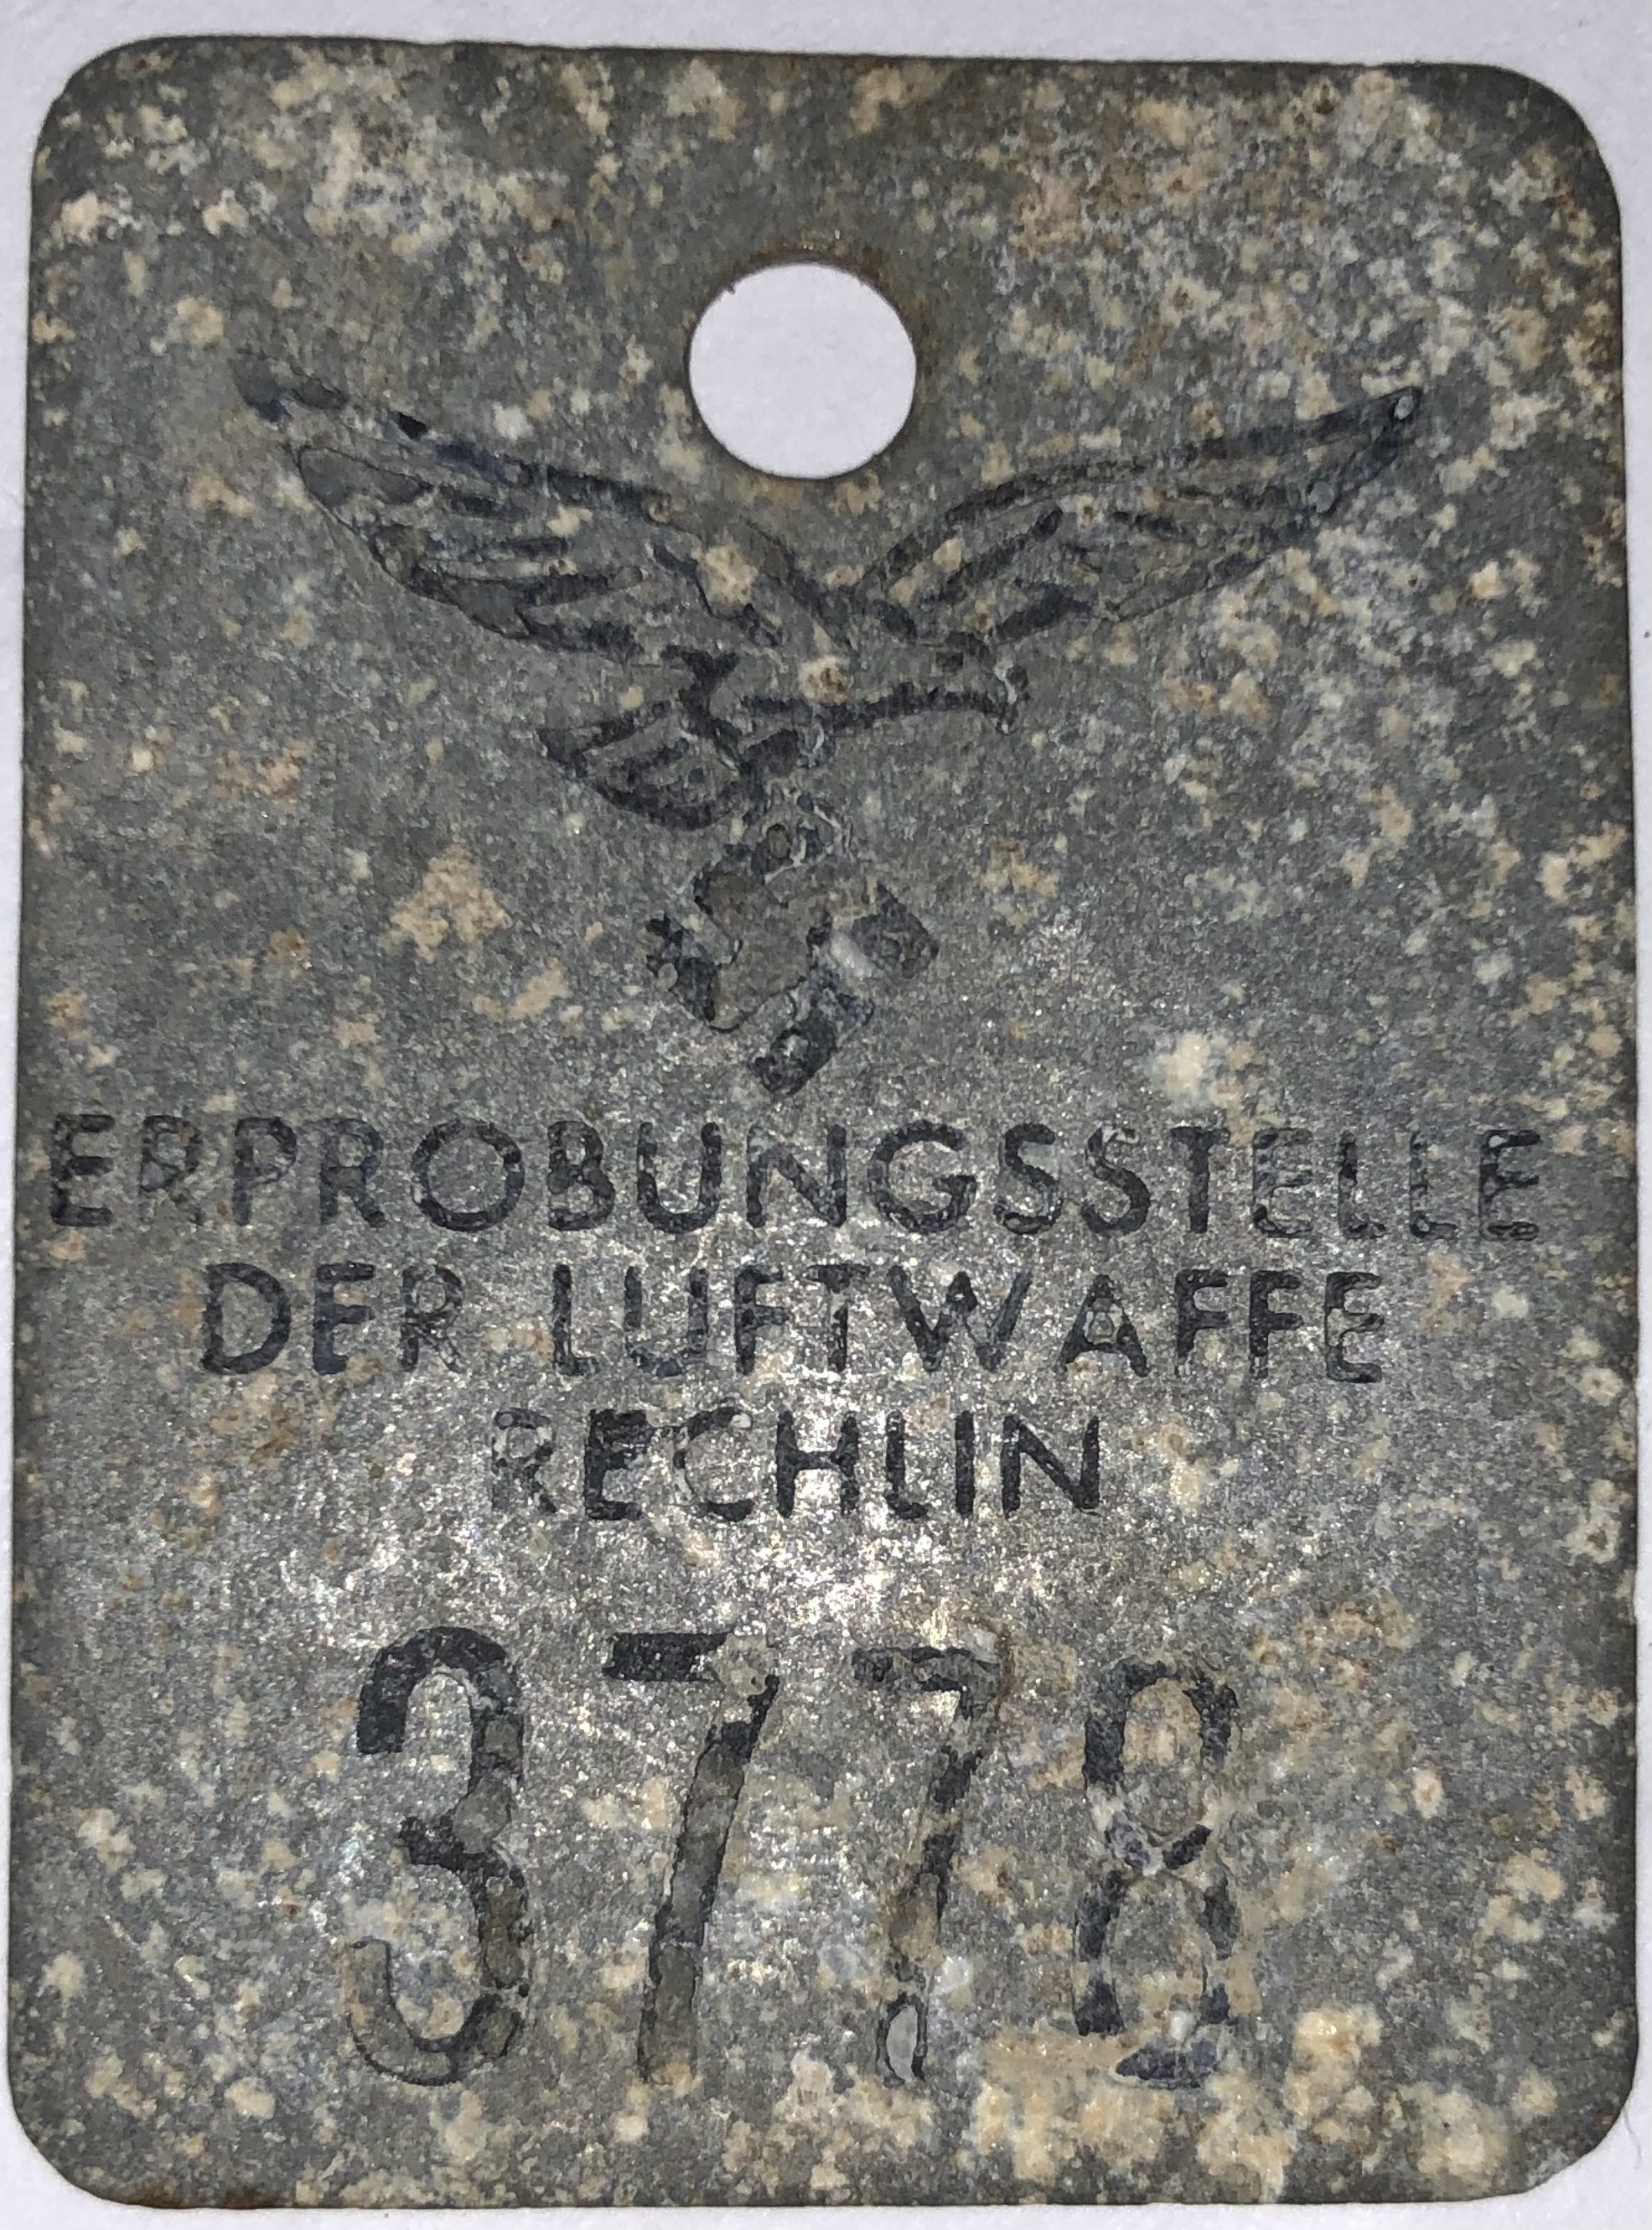 ERPROBUNGSSTELLE
DER LUFTWAFFE
RECHLIN
3778